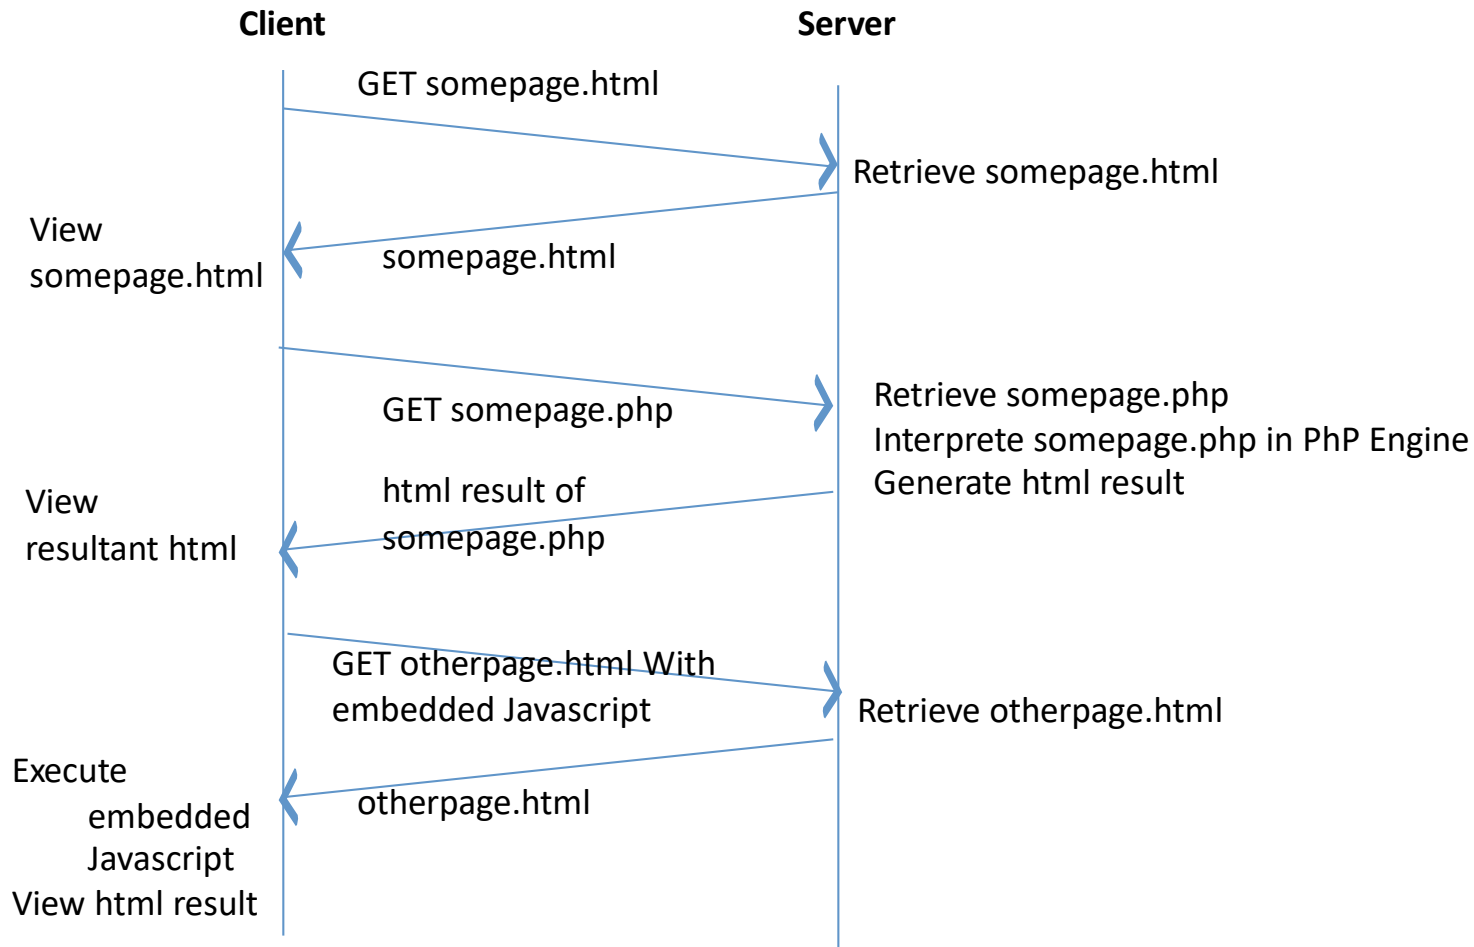 Client
Server
GET somepage.html
Retrieve somepage.html
View
somepage.html
somepage.html
GET somepage.php
Retrieve somepage.php
Interprete somepage.php in PhP Engine
Generate html result
html result of
somepage.php
View
resultant html
GET otherpage.html With
embedded Javascript
Retrieve otherpage.html
otherpage.html
Execute
embedded
Javascript
View html result